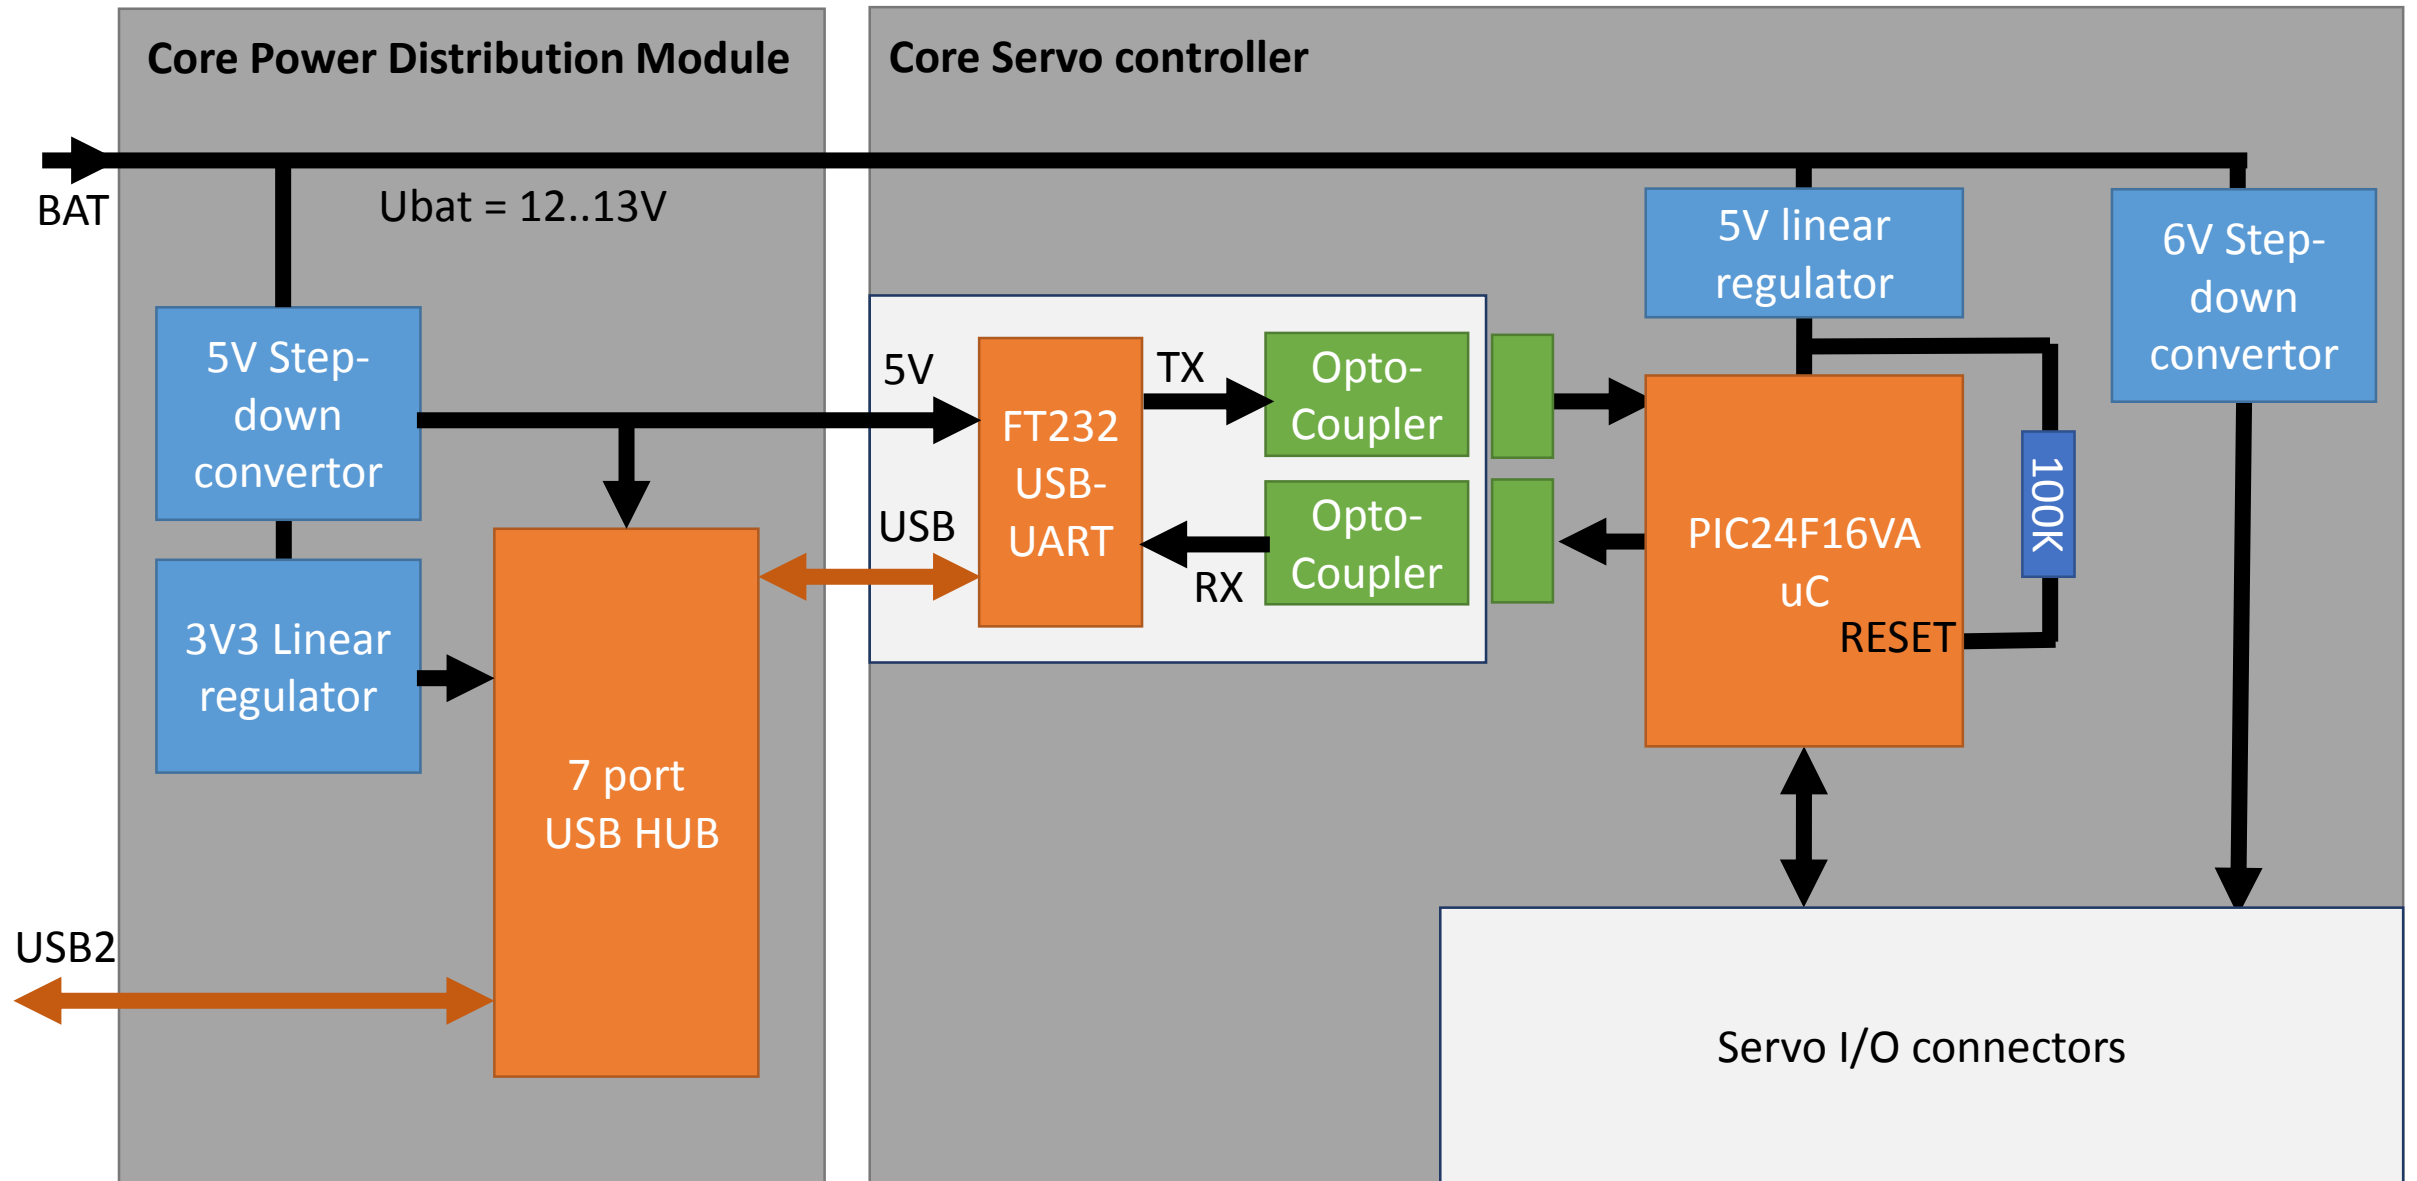 Core Power Distribution Module
Core Servo controller
BAT
Ubat = 12..13V
5V linear
regulator
6V Step-
down
convertor
5V Step-
down
convertor
5V
FT232
USB-
UART
TX
Opto-
Coupler
USB
RX
Opto-
Coupler
PIC24F16VA
uC
RESET
100K
3V3 Linear
regulator
7 port
USB HUB
USB2
Servo I/O connectors